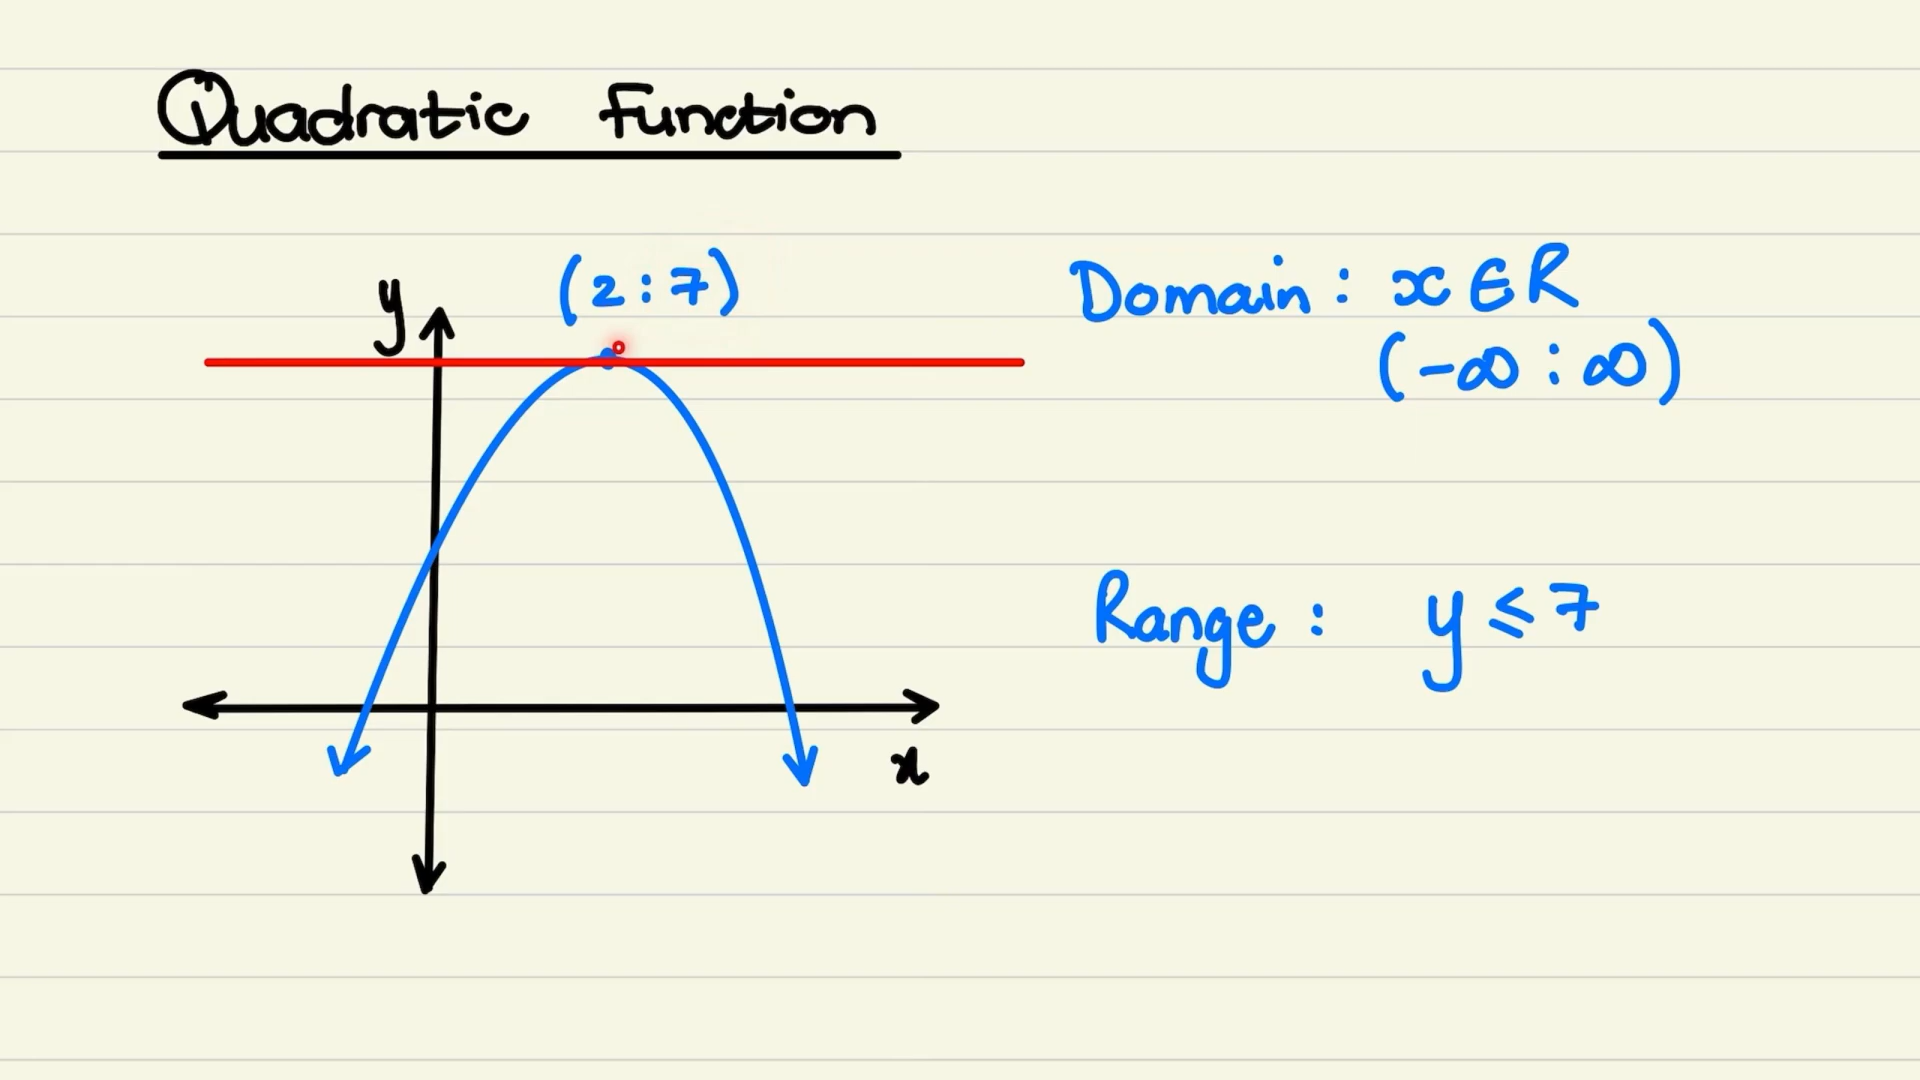 Quadratic Function
(2:7)
y
x
Domain: x ∈ R
(-∞ : ∞)
Range: y ≤ 7